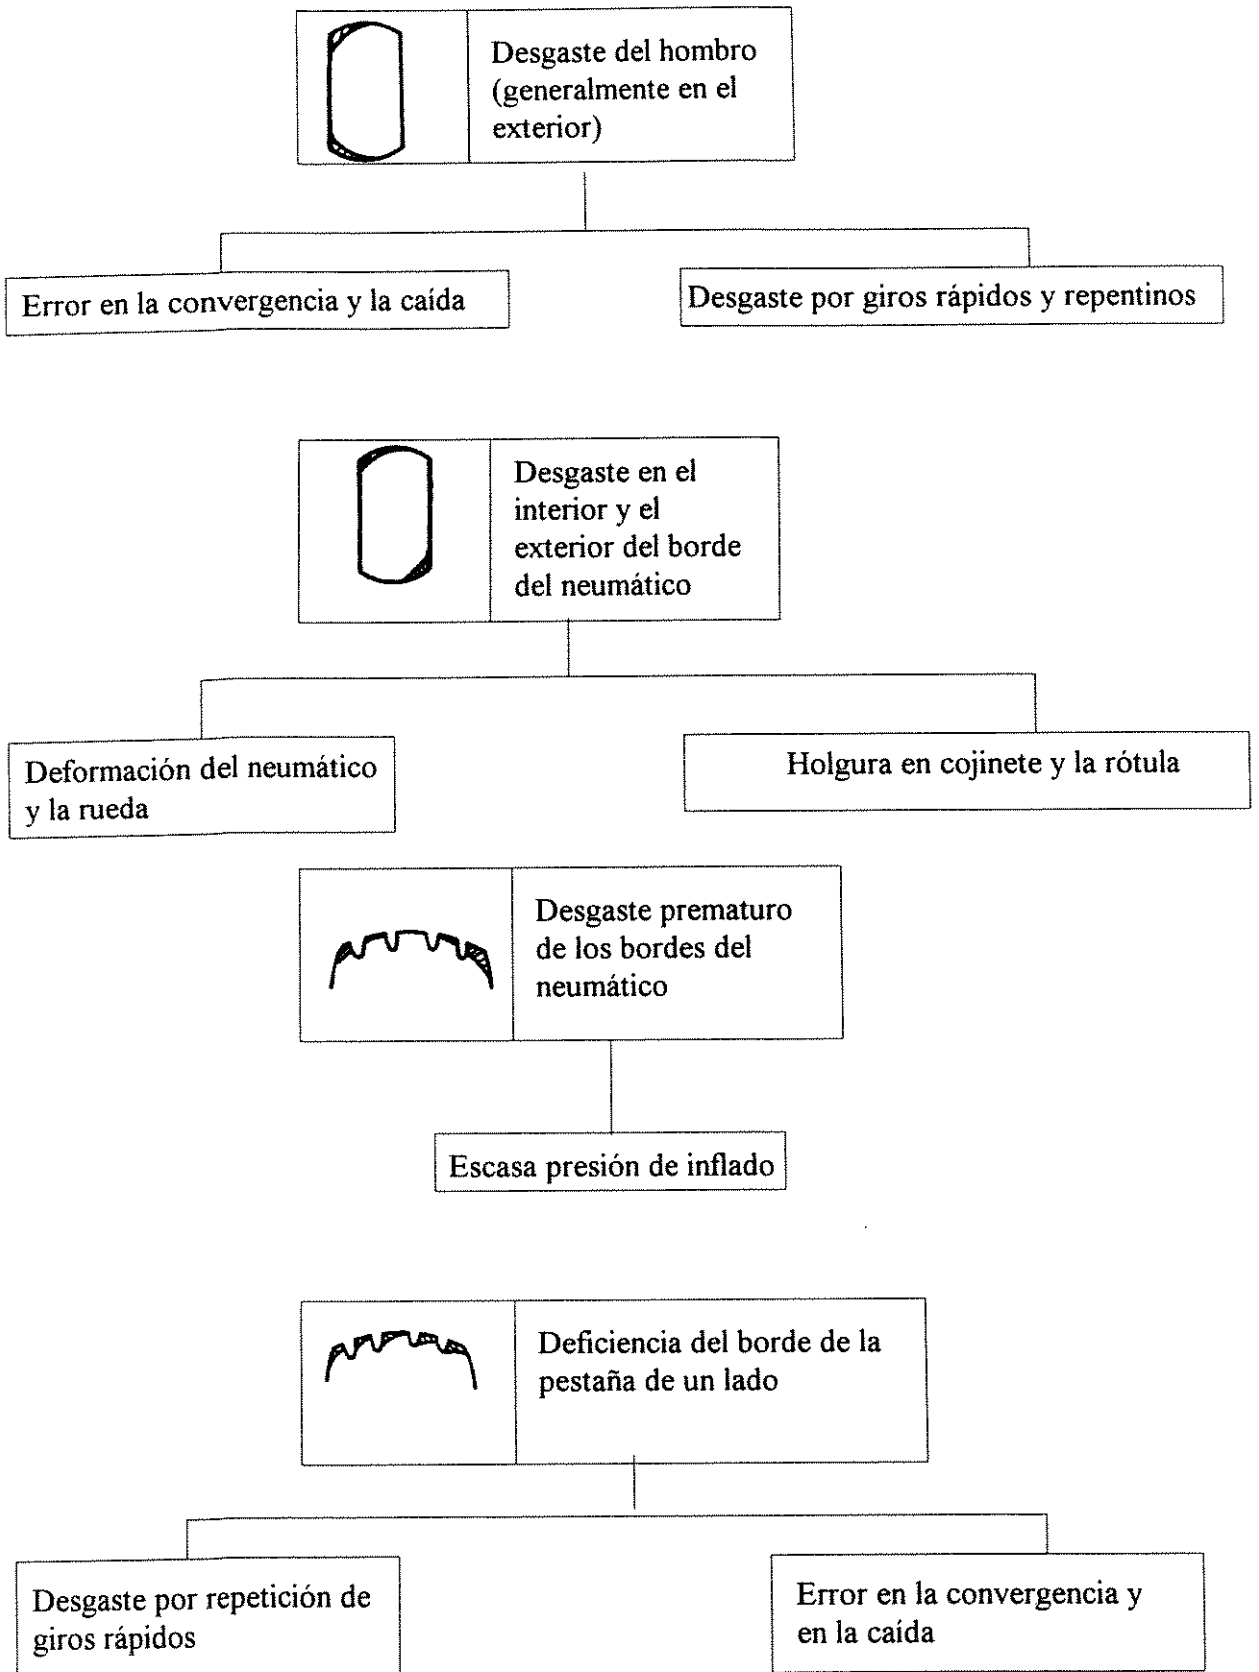 Desgaste del hombro
(generalmente en el
exterior)
Error en la convergencia y la caída
Desgaste por giros rápidos y repentinos
Desgaste en el
interior y el
exterior del borde
del neumático
Deformación del neumático
y la rueda
Holgura en cojinete y la rótula
Desgaste prematuro
de los bordes del
neumático
Escasa presión de inflado
Deficiencia del borde de la
pestaña de un lado
Desgaste por repetición de
giros rápidos
Error en la convergencia y
en la caída